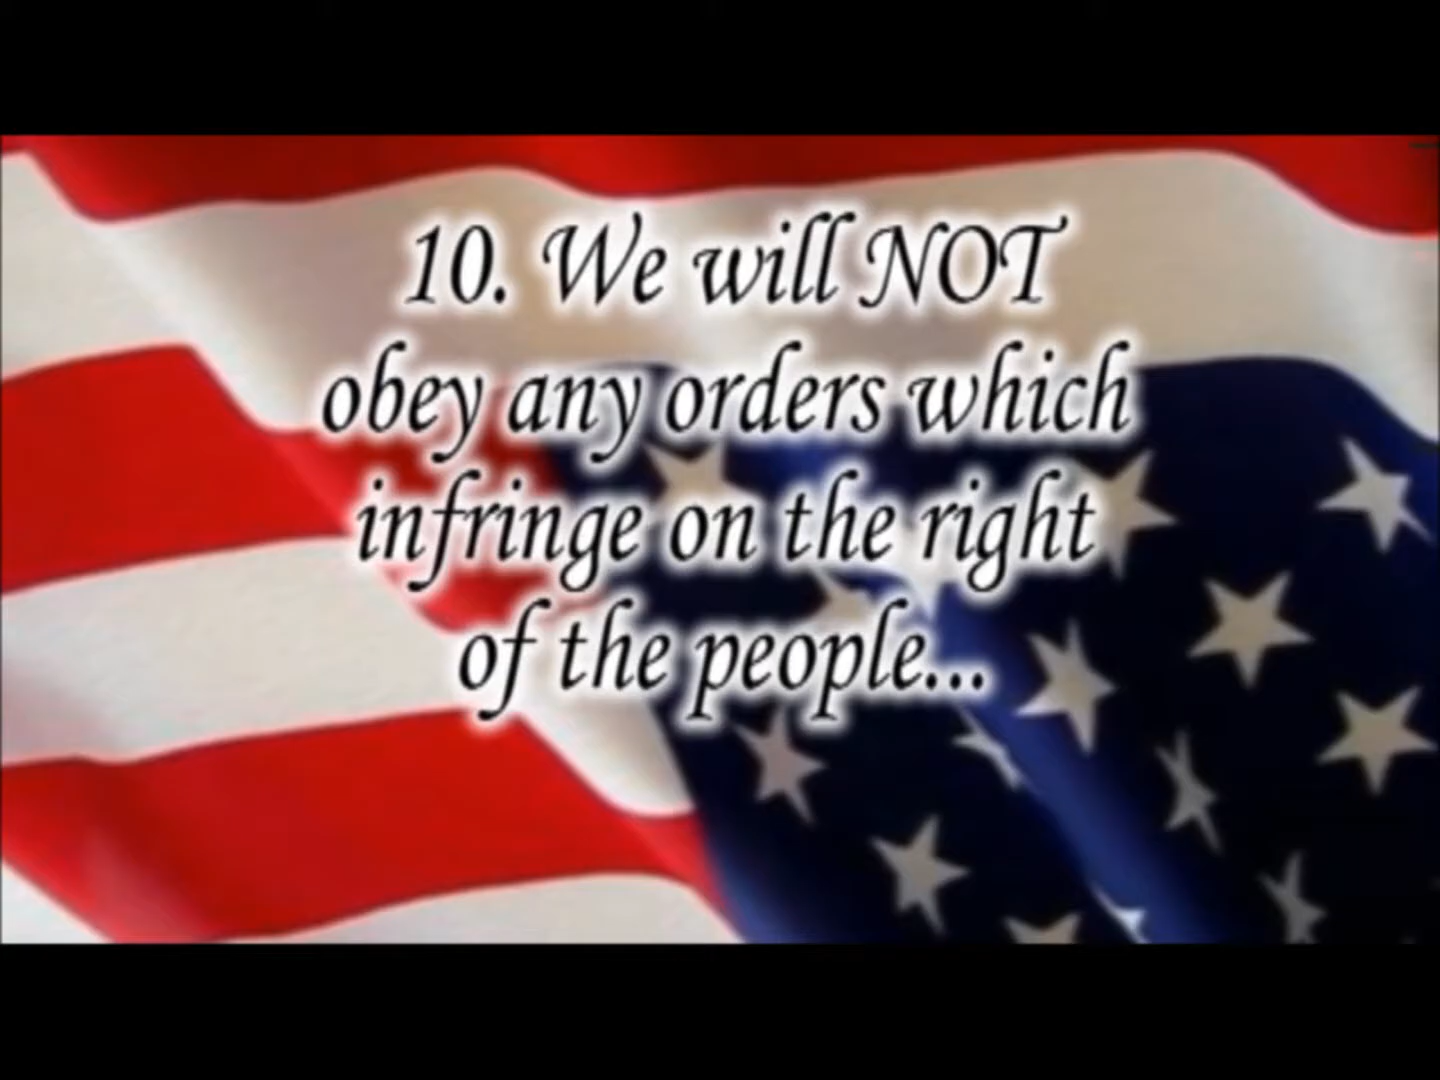 10. We will NOT
obey any orders which
infringe on the right
of the people...